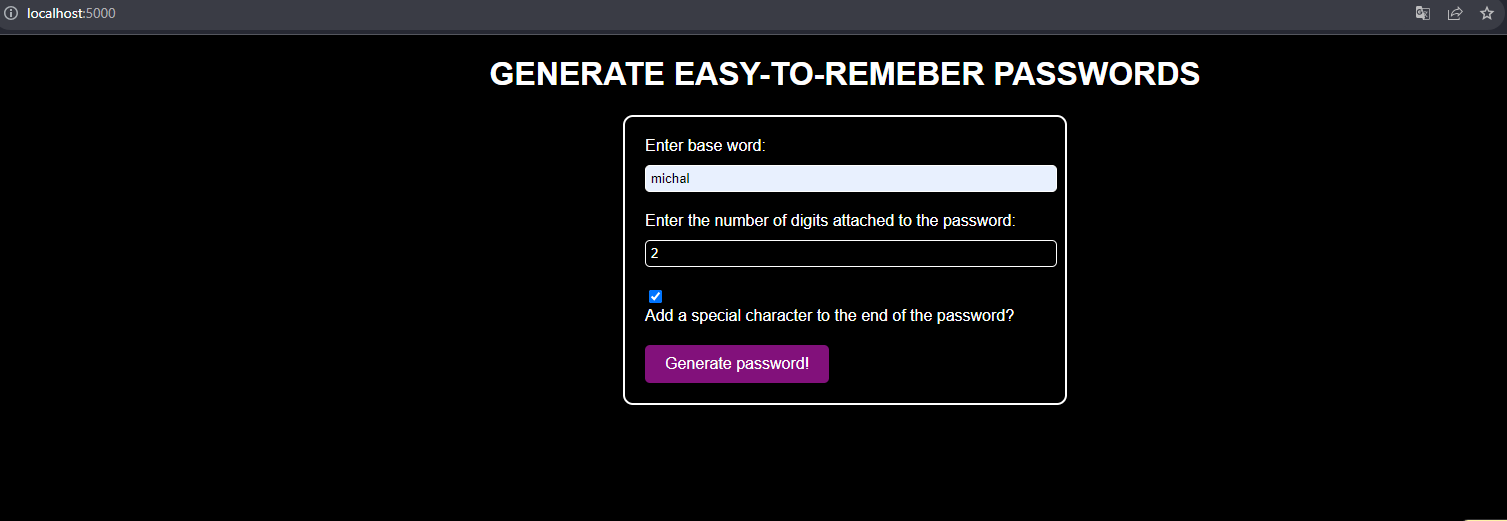 localhost:5000
GENERATE EASY-TO-REMEBER PASSWORDS
Enter base word:
michal
Enter the number of digits attached to the password:
2
Add a special character to the end of the password?
Generate password!